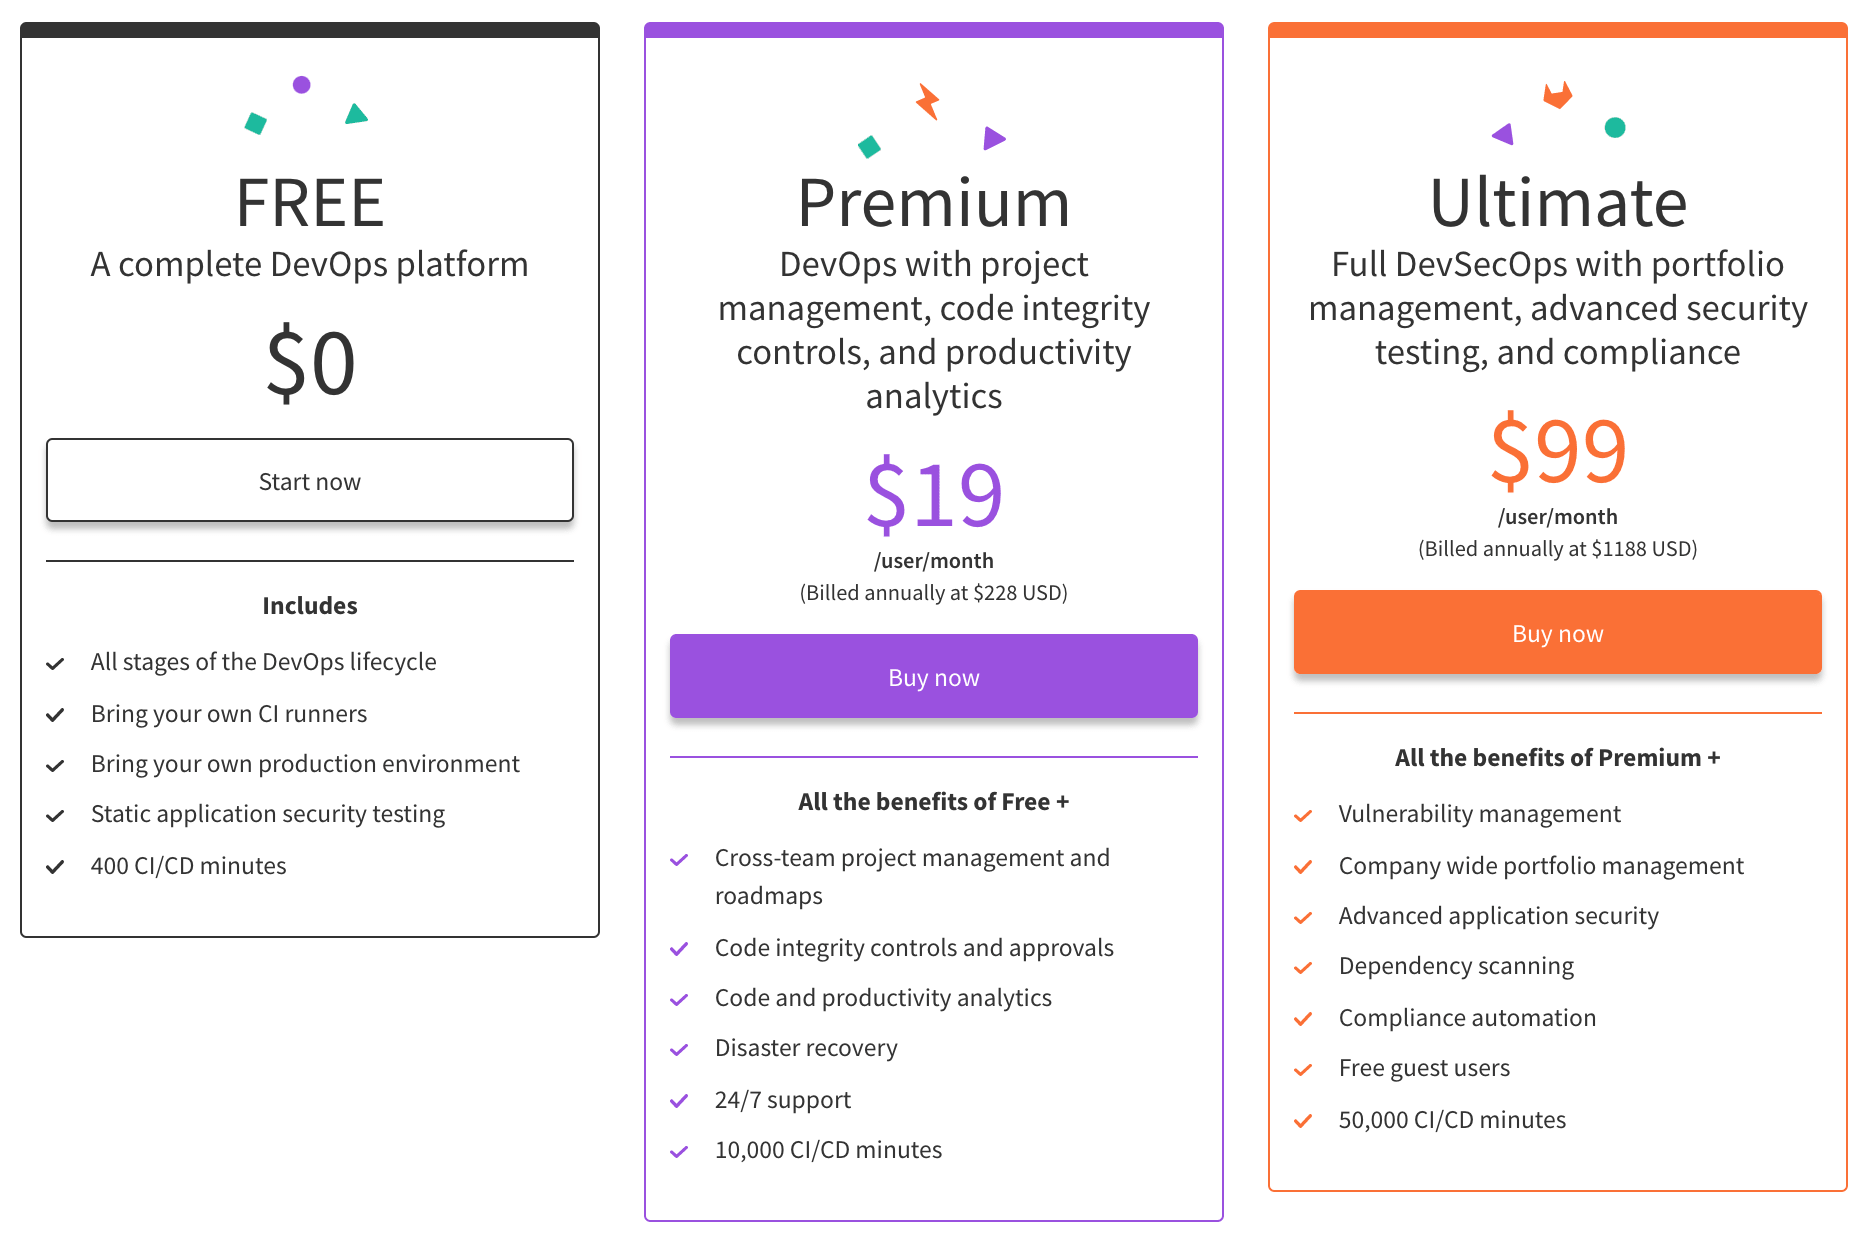 FREE
A complete DevOps platform
$0
Start now
Includes
All stages of the DevOps lifecycle
Bring your own CI runners
Bring your own production environment
Static application security testing
400 CI/CD minutes
Premium
DevOps with project
management, code integrity
controls, and productivity
analytics
$19
/user/month
(Billed annually at $228 USD)
Buy now
All the benefits of Free +
Cross-team project management and
roadmaps
Code integrity controls and approvals
Code and productivity analytics
Disaster recovery
24/7 support
10,000 CI/CD minutes
Ultimate
Full DevSecOps with portfolio
management, advanced security
testing, and compliance
$99
/user/month
(Billed annually at $1188 USD)
Buy now
All the benefits of Premium +
Vulnerability management
Company wide portfolio management
Advanced application security
Dependency scanning
Compliance automation
Free guest users
50,000 CI/CD minutes